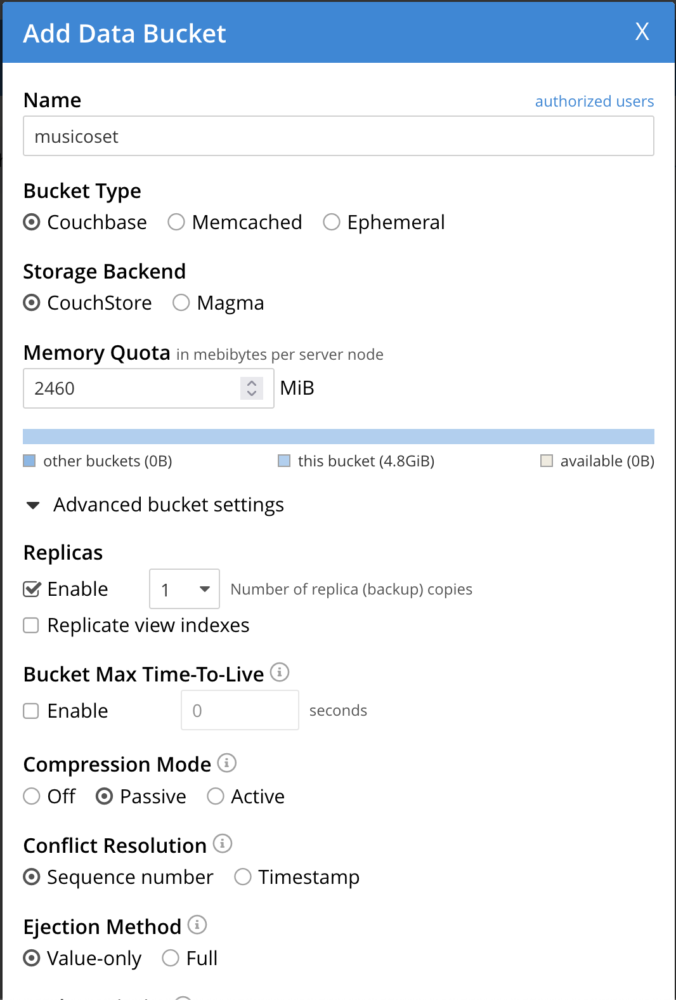 Add Data Bucket X
Name authorized users
musicoset
Bucket Type
Couchbase Memcached Ephemeral
Storage Backend
CouchStore Magma
Memory Quota in mebibytes per server node
2460 MiB
other buckets (0B) this bucket (4.8GiB) available (0B)
Advanced bucket settings
Replicas
Enable 1 Number of replica (backup) copies
Replicate view indexes
Bucket Max Time-To-Live
Enable 0 seconds
Compression Mode
Off Passive Active
Conflict Resolution
Sequence number Timestamp
Ejection Method
Value-only Full